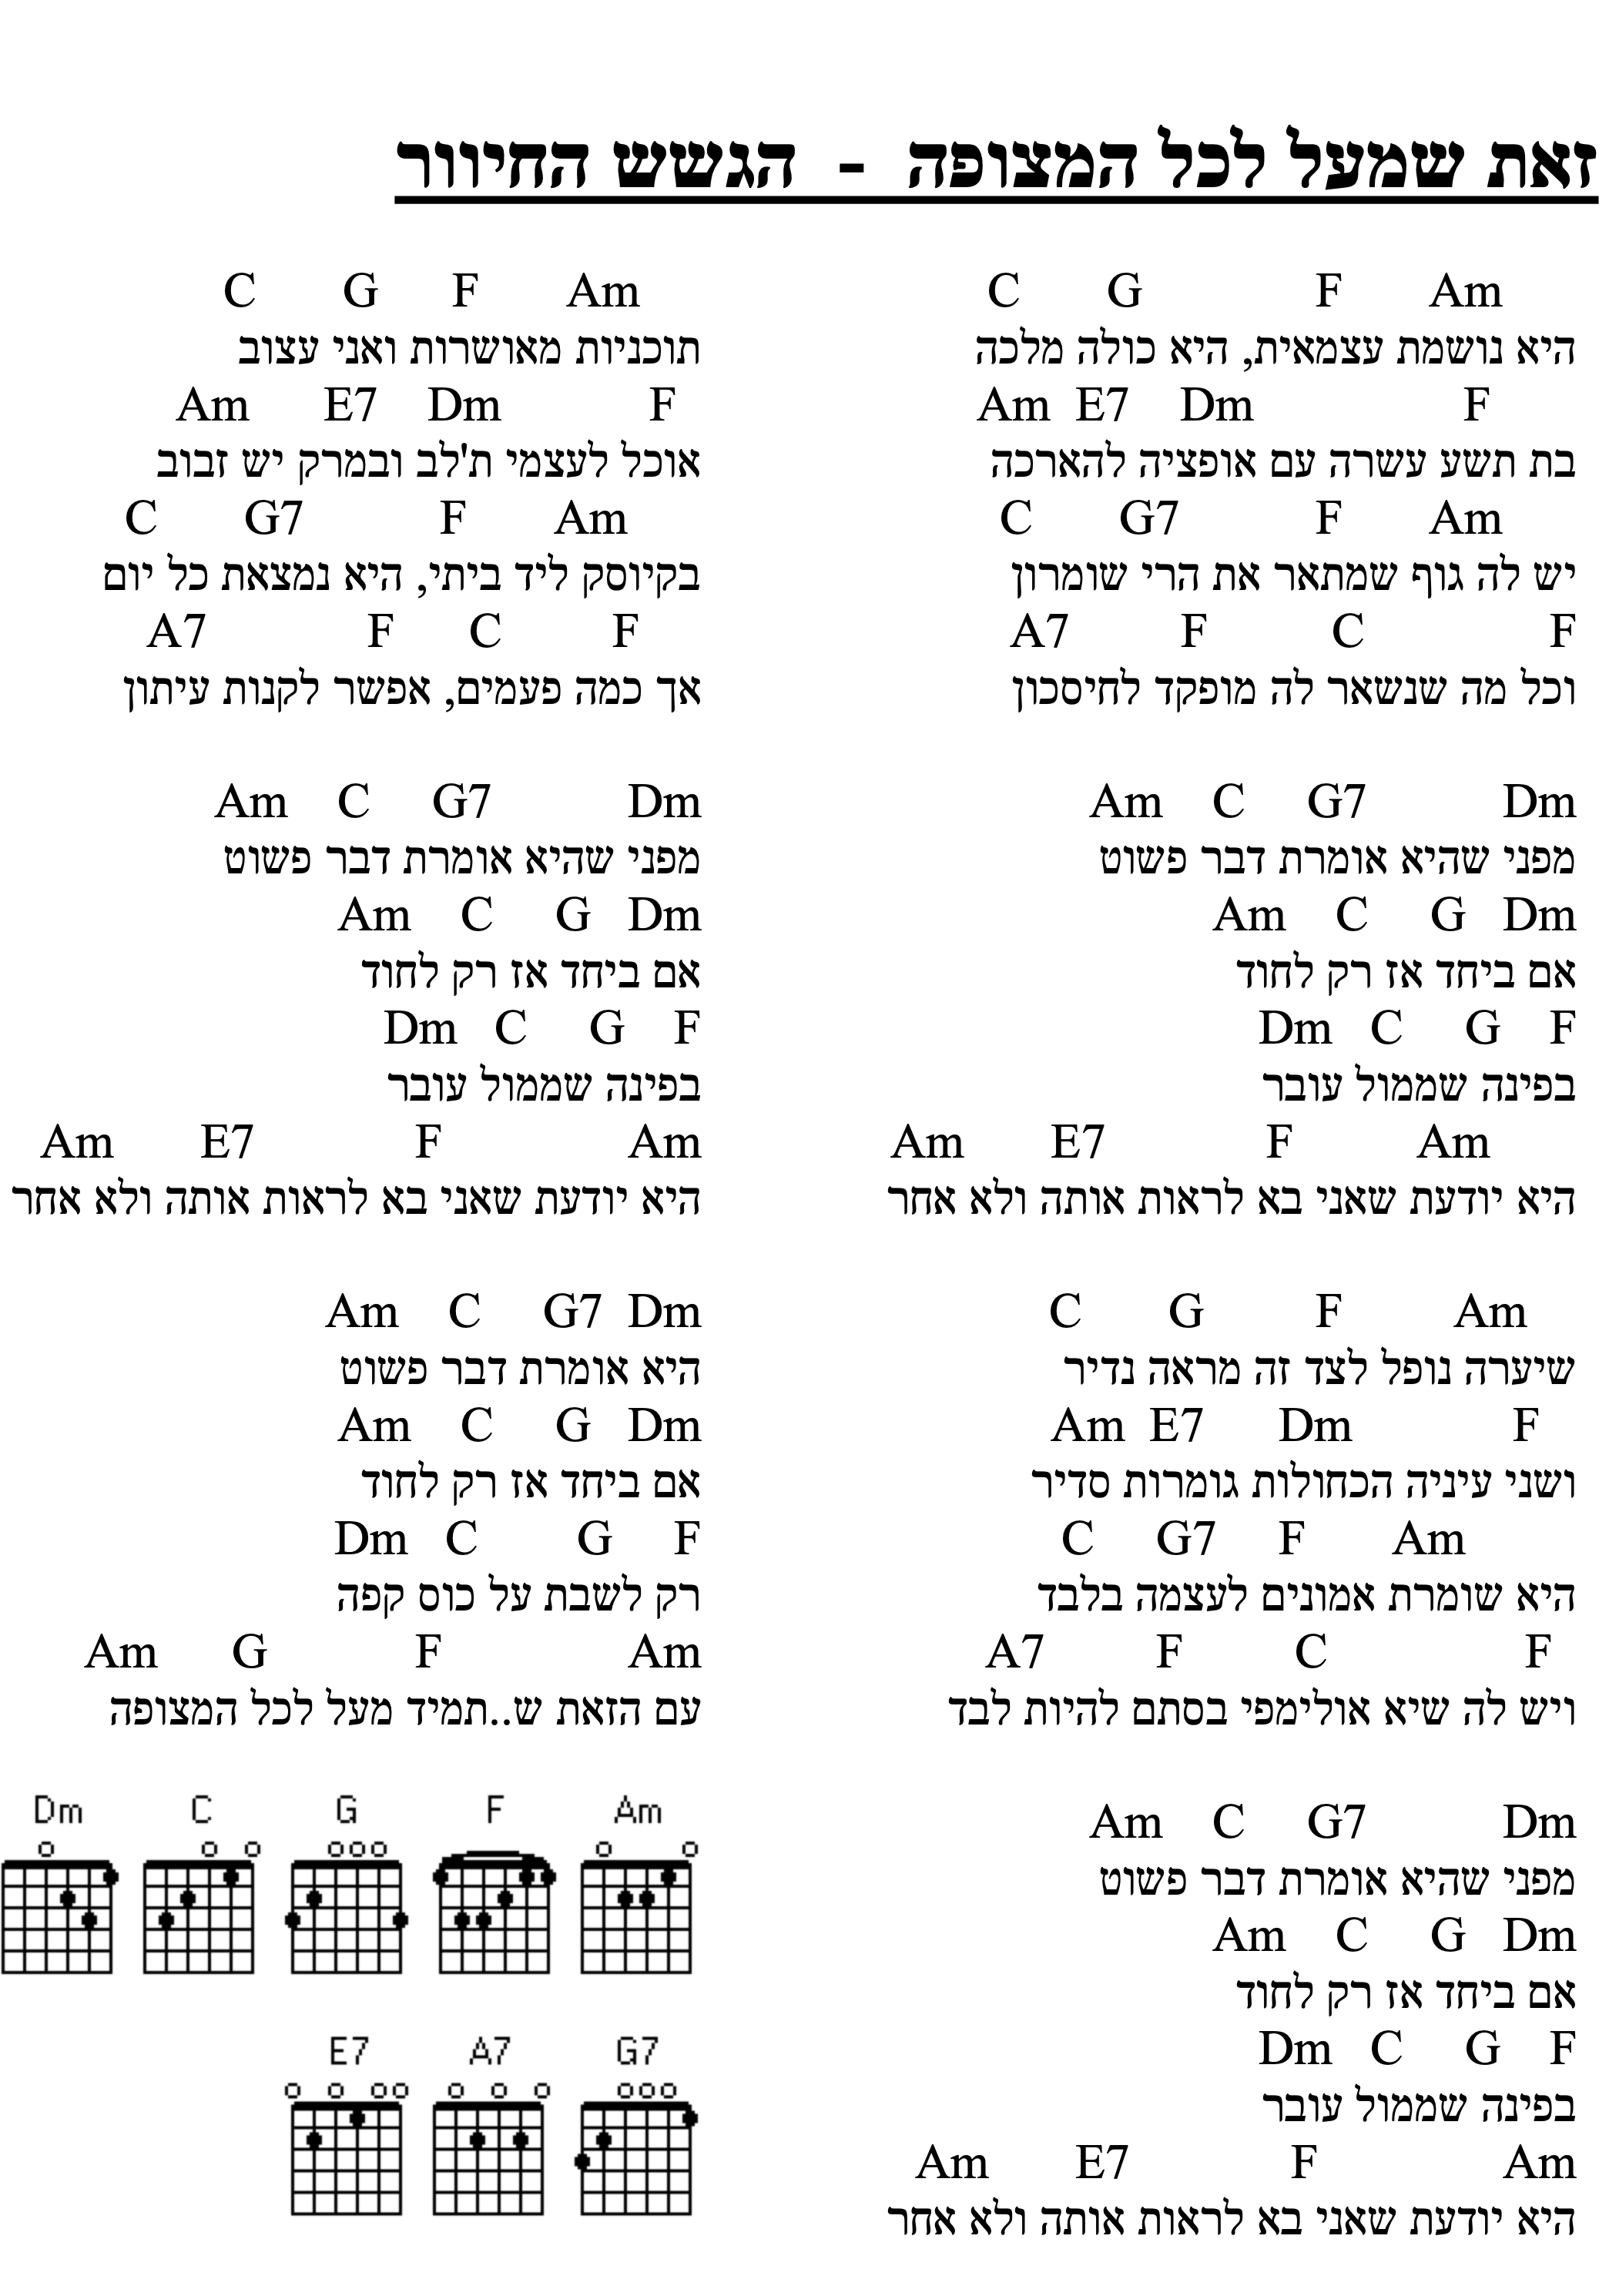 זאת שמעל לכל המצופה - הגשש החיוור
C G F Am
היא נושמת עצמאית, היא כולה מלכה
Am E7 Dm F
בת תשע עשרה עם אופציה להארכה
C G7 F Am
יש לה גוף שמתאר את הרי שומרון
A7 F C F
וכל מה שנשאר לה מופקד לחיסכון
Am C G7 Dm
מפני שהיא אומרת דבר פשוט
Am C G Dm
אם ביחד אז רק לחוד
Dm C G F
בפינה שממול עובר
Am E7 F Am
היא יודעת שאני בא לראות אותה ולא אחר
C G F Am
שיערה נופל לצד זה מראה נדיר
Am E7 Dm F
ושני עיניה הכחולות גומרות סדיר
C G7 F Am
היא שומרת אמונים לעצמה בלבד
A7 F C F
ויש לה שיא אולימפי בסתם להיות לבד
Am C G7 Dm
מפני שהיא אומרת דבר פשוט
Am C G Dm
אם ביחד אז רק לחוד
Dm C G F
בפינה שממול עובר
Am E7 F Am
היא יודעת שאני בא לראות אותה ולא אחר
C G F Am
תוכניות מאושרות ואני עצוב
Am E7 Dm F
אוכל לעצמי ת'לב ובמרק יש זבוב
C G7 F Am
בקיוסק ליד ביתי, היא נמצאת כל יום
A7 F C F
אך כמה פעמים, אפשר לקנות עיתון
Am C G7 Dm
מפני שהיא אומרת דבר פשוט
Am C G Dm
אם ביחד אז רק לחוד
Dm C G F
בפינה שממול עובר
Am E7 F Am
היא יודעת שאני בא לראות אותה ולא אחר
Am C G7 Dm
היא אומרת דבר פשוט
Am C G Dm
אם ביחד אז רק לחוד
Dm C G F
רק לשבת על כוס קפה
Am G F Am
עם הזאת ש..תמיד מעל לכל המצופה
Dm C G F Am
E7 A7 G7